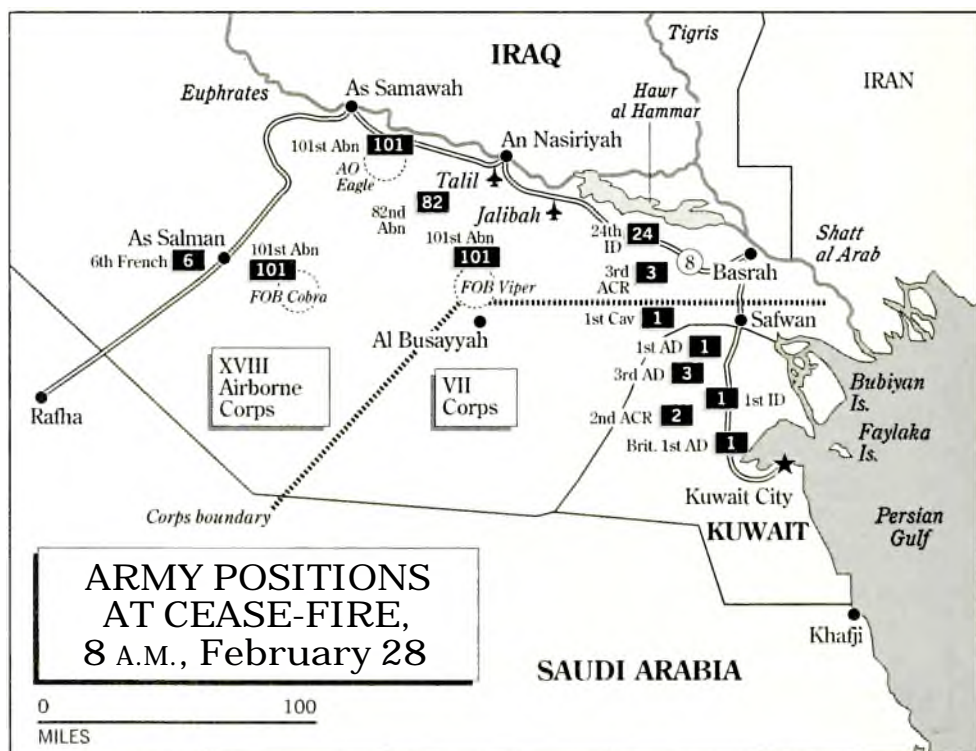 Tigris
IRAQ
IRAN
Euphrates
As Samawah
Hawr
al Hammar
An Nasiriyah
101st Abn
101
AO
Eagle
Talil
82
82nd
Abn
Jalibah
24th
ID
24
Shatt
al Arab
As Salman
6th French
6
101st Abn
101
FOB Cobra
101st Abn
101
FOB Viper
3rd
ACR
3
8
Basrah
1st Cav
1
Safwan
Al Busayyah
1st AD
1
XVIII
Airborne
Corps
VII
Corps
3rd AD
3
Bubiyan
Is.
Rafha
1
1st ID
2nd ACR
2
Faylaka
Is.
Brit. 1st AD
1
Kuwait City
Corps boundary
KUWAIT
Persian
Gulf
ARMY POSITIONS
AT CEASE-FIRE,
8 A.M., February 28
Khafji
SAUDI ARABIA
0
100
MILES